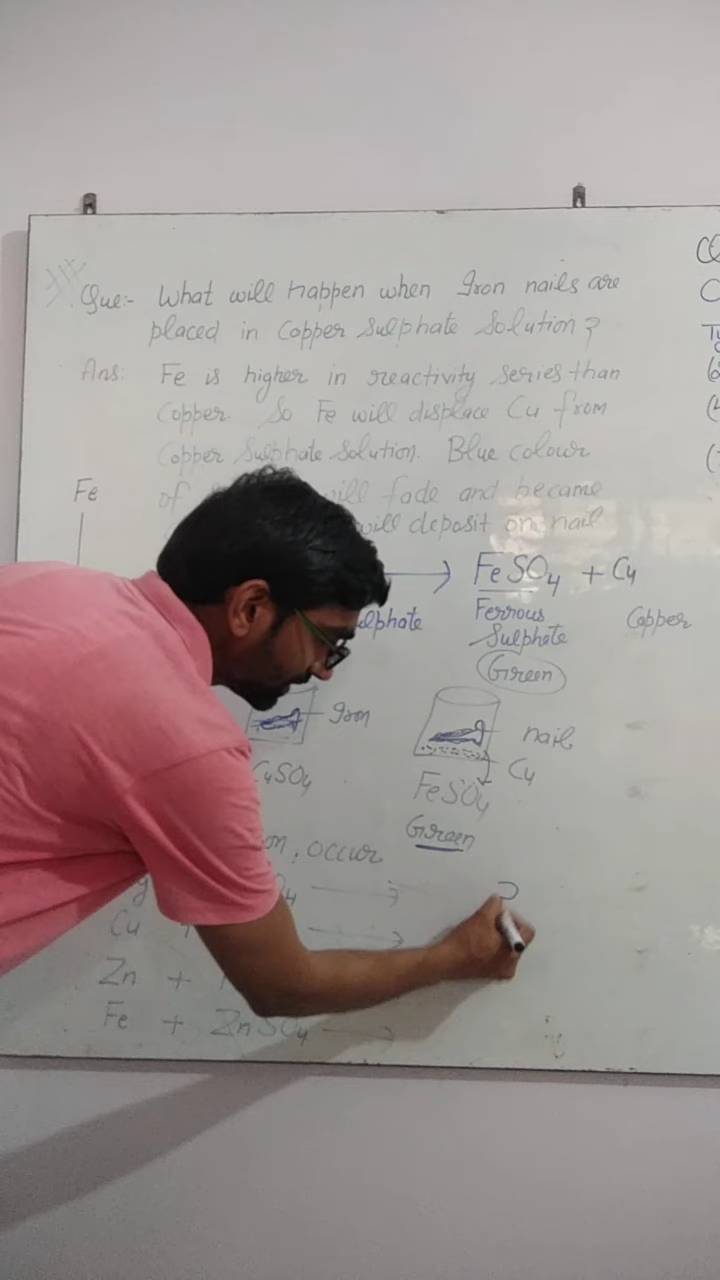 Que:- What will happen when Iron nails are
placed in Copper Sulphate Solution?
Ans: Fe is higher in reactivity series than
Copper. So Fe will displace Cu from
Copper Sulphate Solution. Blue colour
Fe
of fade and became
will deposit on nail
→ FeSO4 + Cu
Ferrous Copper
Sulphate
Green
Iron
nail
Cu
CuSO4
FeSO4
Green
occur
→ ?
Cu →
Zn +
Fe + ZnSO4 →